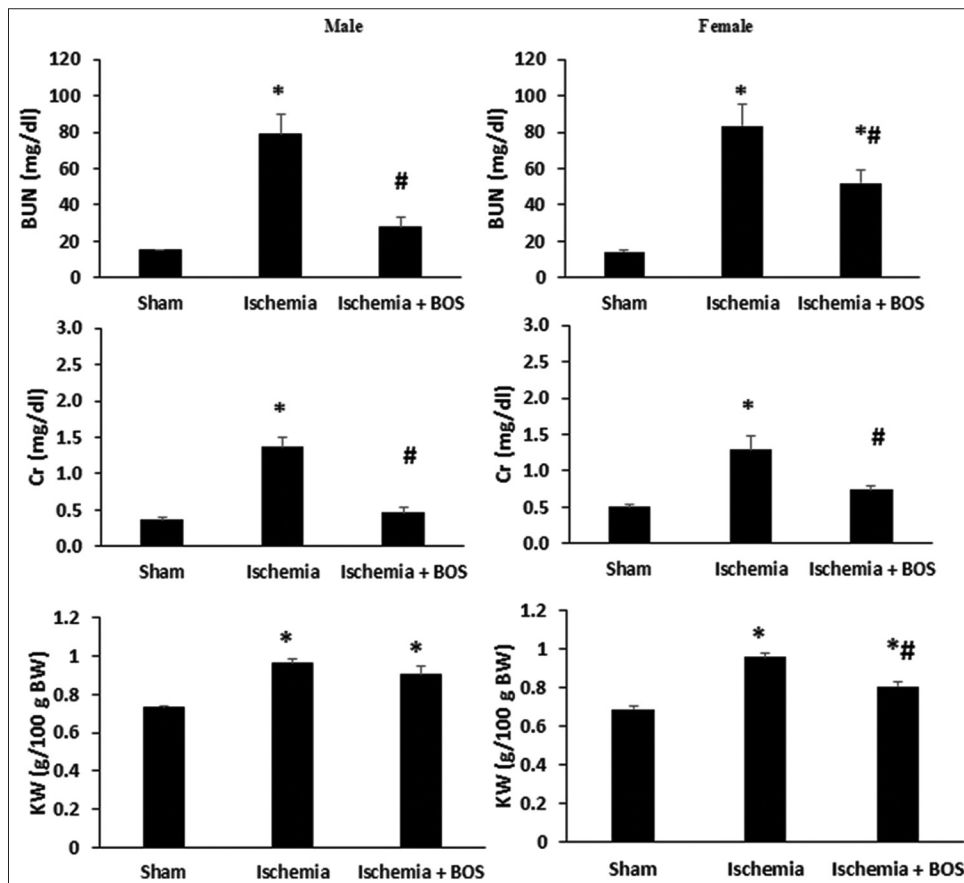 Male
Female
BUN (mg/dl)
120
100
80
60
40
20
0
*
#
Sham
Ischemia
Ischemia + BOS
BUN (mg/dl)
120
100
80
60
40
20
0
*
*#
Sham
Ischemia
Ischemia + BOS
Cr (mg/dl)
3.0
2.5
2.0
1.5
1.0
0.5
0.0
*
#
Sham
Ischemia
Ischemia + BOS
Cr (mg/dl)
3.0
2.5
2.0
1.5
1.0
0.5
0.0
*
#
Sham
Ischemia
Ischemia + BOS
KW (g/100 g BW)
1.2
1
0.8
0.6
0.4
0.2
0
*
*
Sham
Ischemia
Ischemia + BOS
KW (g/100 g BW)
1.2
1
0.8
0.6
0.4
0.2
0
*
*#
Sham
Ischemia
Ischemia + BOS